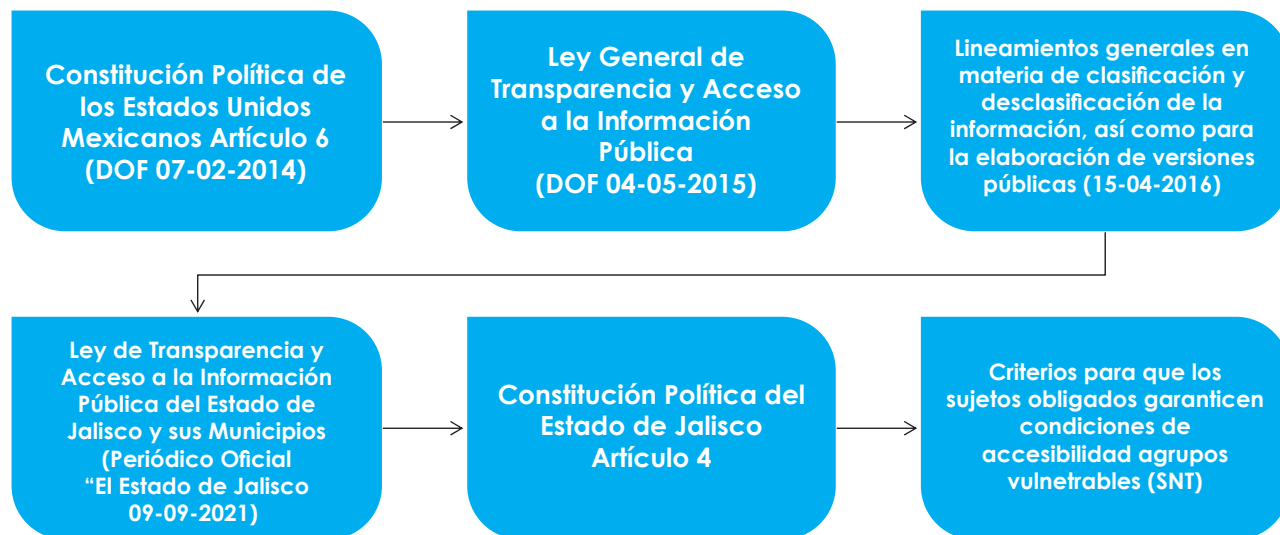 Constitución Política de
los Estados Unidos
Mexicanos Artículo 6
(DOF 07-02-2014)
Ley General de
Transparencia y Acceso
a la Información
Pública
(DOF 04-05-2015)
Lineamientos generales en
materia de clasificación y
desclasificación de la
información, así como para
la elaboración de versiones
públicas (15-04-2016)
Ley de Transparencia y
Acceso a la Información
Pública del Estado de
Jalisco y sus Municipios
(Periódico Oficial
“El Estado de Jalisco
09-09-2021)
Constitución Política del
Estado de Jalisco
Artículo 4
Criterios para que los
sujetos obligados garanticen
condiciones de
accesibilidad agrupos
vulnetrables (SNT)